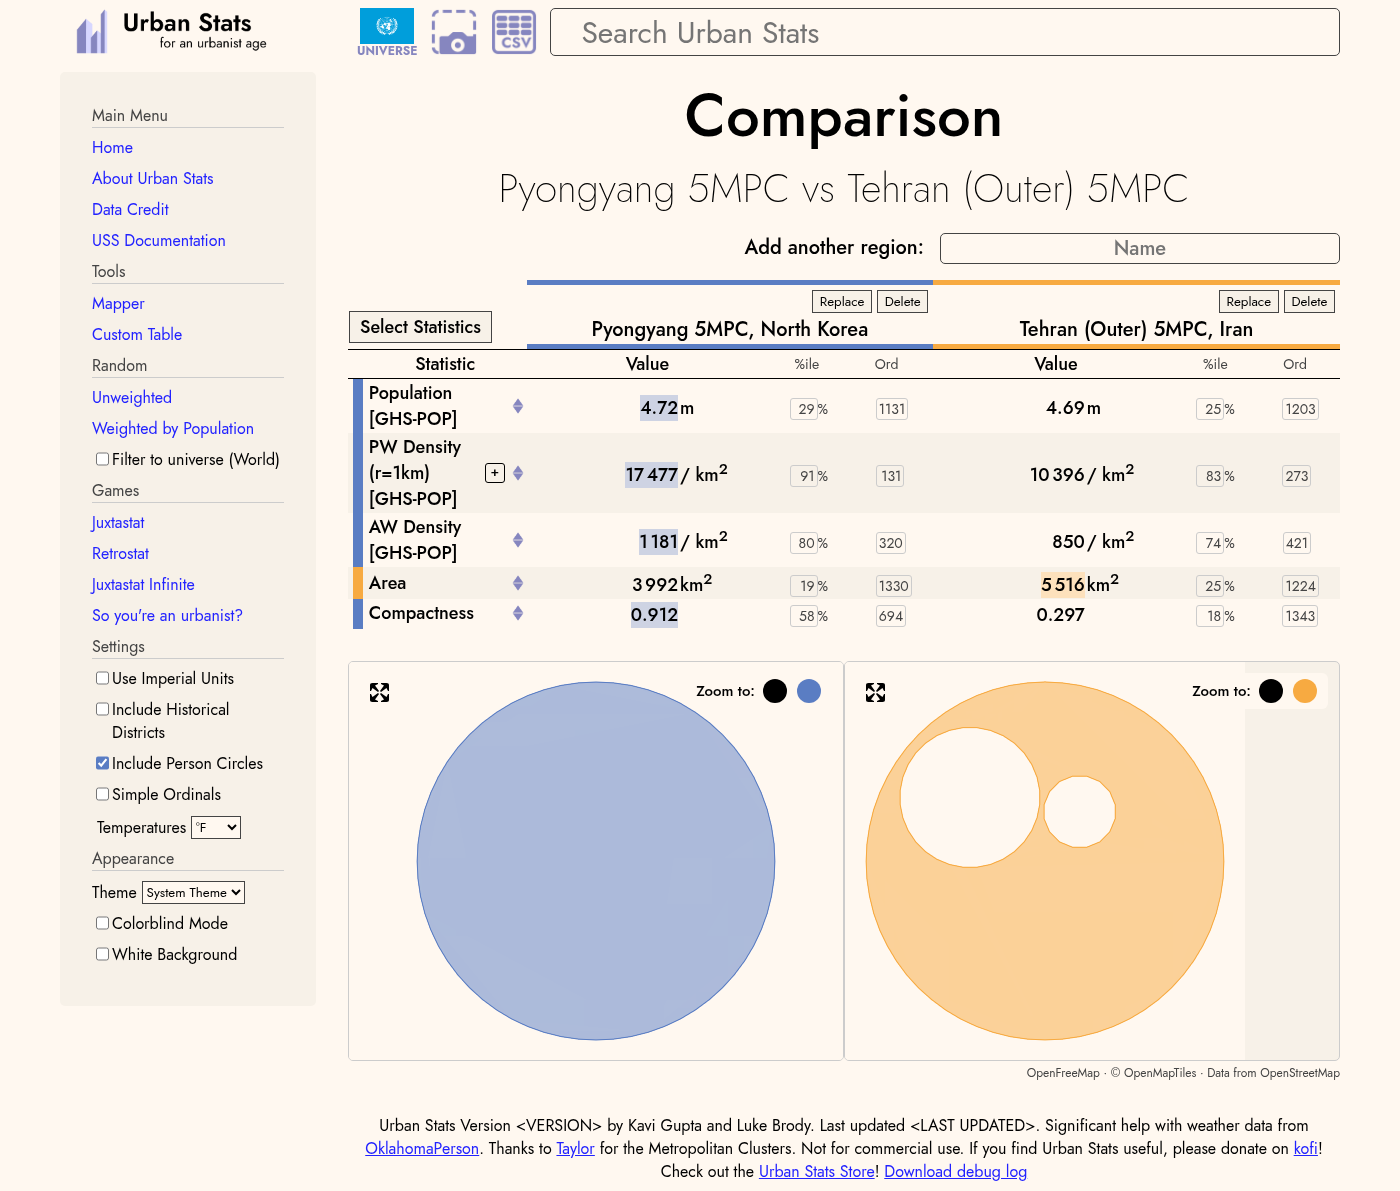 Urban Stats
for an urbanist age
UNIVERSE
CSV
Search Urban Stats
Main Menu
Home
About Urban Stats
Data Credit
USS Documentation
Tools
Mapper
Custom Table
Random
Unweighted
Weighted by Population
Filter to universe (World)
Games
Juxtastat
Retrostat
Juxtastat Infinite
So you're an urbanist?
Settings
Use Imperial Units
Include Historical
Districts
Include Person Circles
Simple Ordinals
Temperatures °F
Appearance
Theme System Theme
Colorblind Mode
White Background
Comparison
Pyongyang 5MPC vs Tehran (Outer) 5MPC
Add another region: Name
Replace Delete Replace Delete
Select Statistics Pyongyang 5MPC, North Korea Tehran (Outer) 5MPC, Iran
Statistic Value %ile Ord Value %ile Ord
Population
[GHS-POP] 4.72 m 29% 1131 4.69 m 25% 1203
PW Density
(r=1km)
[GHS-POP] + 17 477 / km² 91% 131 10 396 / km² 83% 273
AW Density
[GHS-POP] 1 181 / km² 80% 320 850 / km² 74% 421
Area 3 992 km² 19% 1330 5 516 km² 25% 1224
Compactness 0.912 58% 694 0.297 18% 1343
Zoom to: Zoom to:
OpenFreeMap · © OpenMapTiles · Data from OpenStreetMap
Urban Stats Version <VERSION> by Kavi Gupta and Luke Brody. Last updated <LAST UPDATED>. Significant help with weather data from
OklahomaPerson. Thanks to Taylor for the Metropolitan Clusters. Not for commercial use. If you find Urban Stats useful, please donate on kofi!
Check out the Urban Stats Store! Download debug log